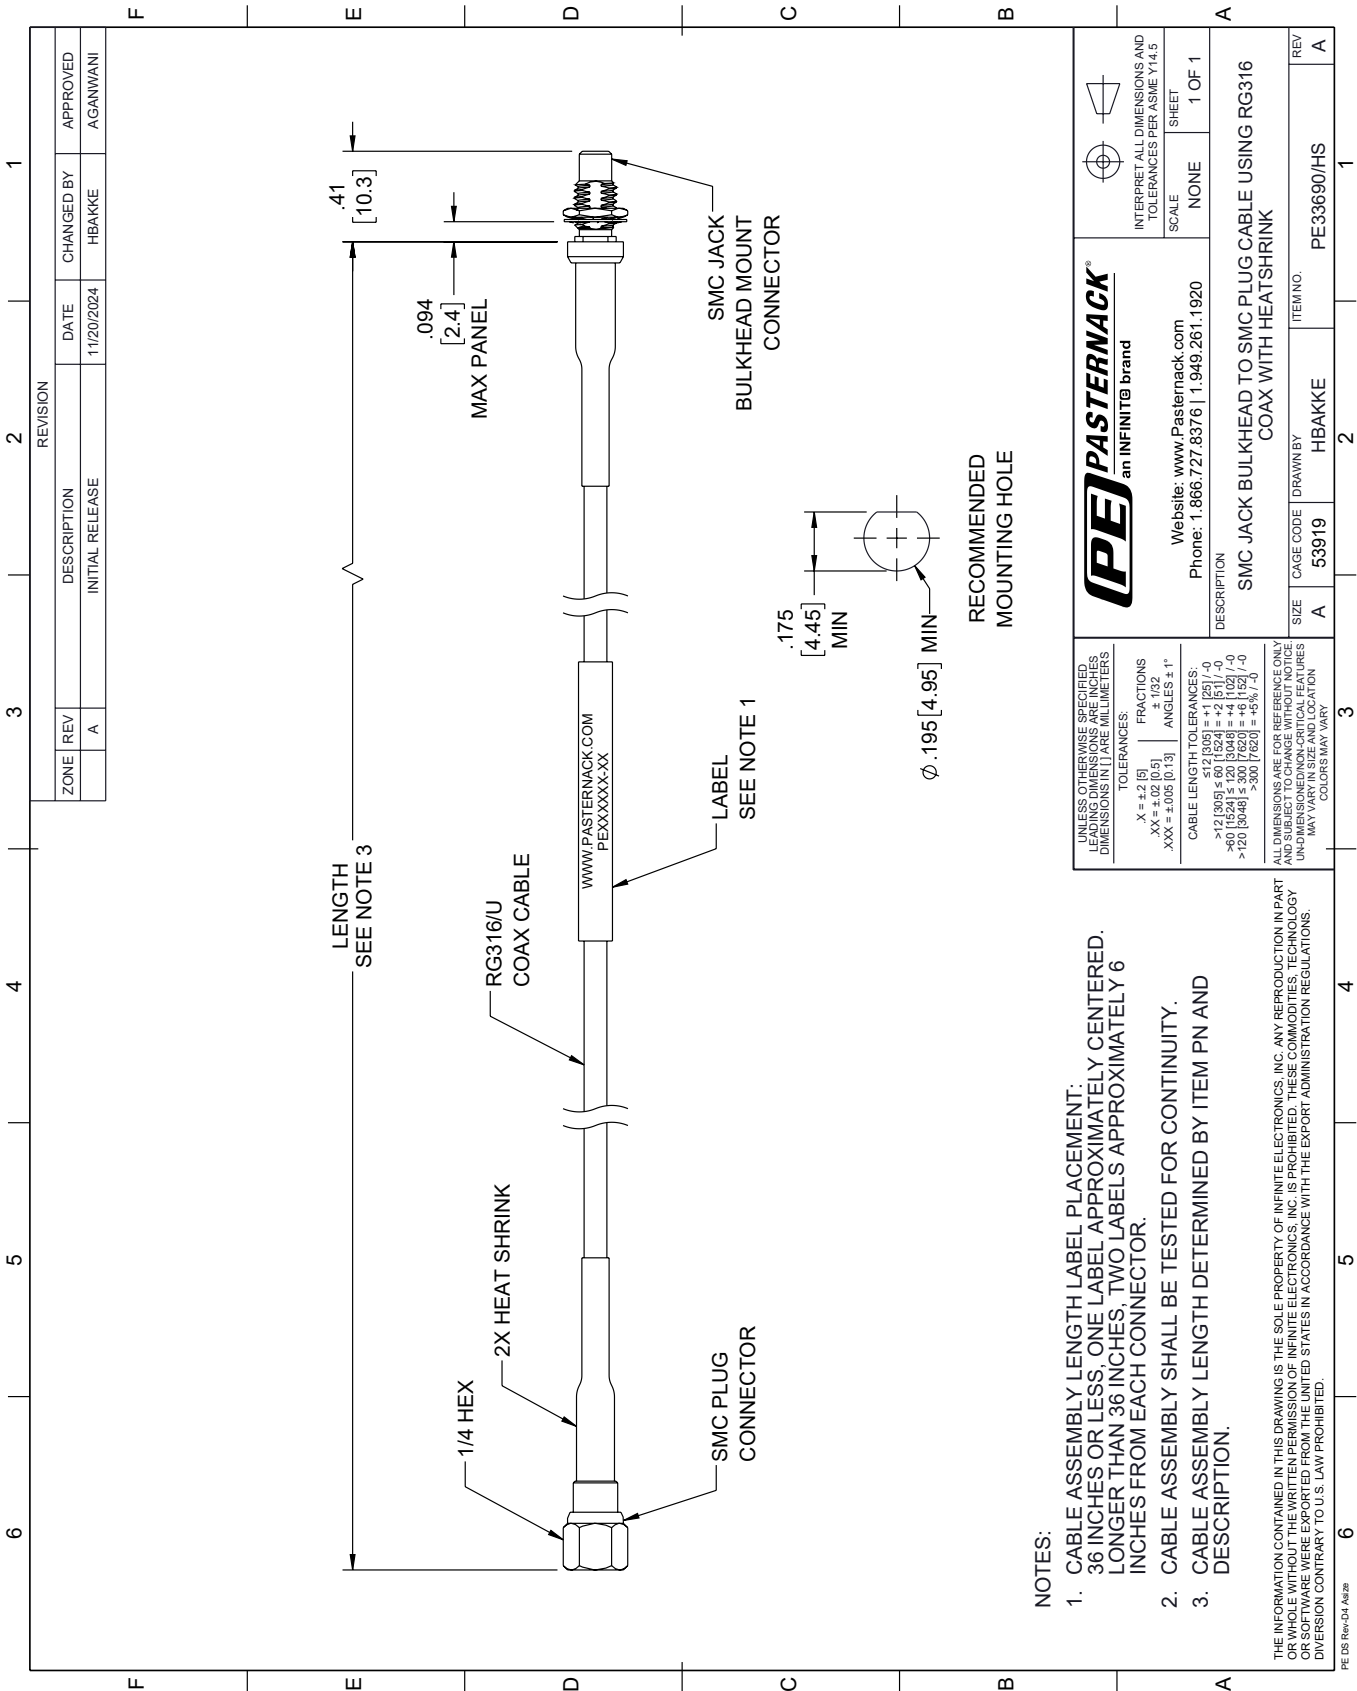 6
5
4
3
2
1
F
E
D
C
B
A
REVISION
ZONE
REV
DESCRIPTION
DATE
CHANGED BY
APPROVED
A
INITIAL RELEASE
11/20/2024
HBAKKE
AGANWANI
LENGTH
SEE NOTE 3
.41
[10.3]
.094
[2.4]
MAX PANEL
1/4 HEX
2X HEAT SHRINK
RG316/U
COAX CABLE
WWW.PASTERNACK.COM
PEXXXXX-XX
SMC PLUG
CONNECTOR
LABEL
SEE NOTE 1
SMC JACK
BULKHEAD MOUNT
CONNECTOR
.175
[4.45]
MIN
Ø.195 [4.95] MIN
RECOMMENDED
MOUNTING HOLE
NOTES:
1. CABLE ASSEMBLY LENGTH LABEL PLACEMENT:
36 INCHES OR LESS, ONE LABEL APPROXIMATELY CENTERED.
LONGER THAN 36 INCHES, TWO LABELS APPROXIMATELY 6
INCHES FROM EACH CONNECTOR.
2. CABLE ASSEMBLY SHALL BE TESTED FOR CONTINUITY.
3. CABLE ASSEMBLY LENGTH DETERMINED BY ITEM PN AND
DESCRIPTION.
THE INFORMATION CONTAINED IN THIS DRAWING IS THE SOLE PROPERTY OF INFINITE ELECTRONICS, INC. ANY REPRODUCTION IN PART
OR WHOLE WITHOUT THE WRITTEN PERMISSION OF INFINITE ELECTRONICS, INC. IS PROHIBITED. THESE COMMODITIES, TECHNOLOGY
OR SOFTWARE WERE EXPORTED FROM THE UNITED STATES IN ACCORDANCE WITH THE EXPORT ADMINISTRATION REGULATIONS.
DIVERSION CONTRARY TO U.S. LAW PROHIBITED.
UNLESS OTHERWISE SPECIFIED
LEADING DIMENSIONS ARE INCHES
DIMENSIONS IN [ ] ARE MILLIMETERS
TOLERANCES:
.X = ±.2 [5]
.XX = ±.02 [0.5]
.XXX = ±.005 [0.13]
FRACTIONS
± 1/32
ANGLES ± 1°
CABLE LENGTH TOLERANCES:
≤12 [305] = +1 [25] / -0
>12 [305] ≤ 60 [1524] = +2 [51] / -0
>60 [1524] ≤ 120 [3048] = +4 [102] / -0
>120 [3048] ≤ 300 [7620] = +6 [152] / -0
>300 [7620] = +5% / -0
ALL DIMENSIONS ARE FOR REFERENCE ONLY
AND SUBJECT TO CHANGE WITHOUT NOTICE.
UN-DIMENSIONED/NON-CRITICAL FEATURES
MAY VARY IN SIZE AND LOCATION
COLORS MAY VARY
PE PASTERNACK®
an INFINIT@ brand
Website: www.Pasternack.com
Phone: 1.866.727.8376 | 1.949.261.1920
INTERPRET ALL DIMENSIONS AND
TOLERANCES PER ASME Y14.5
SCALE
NONE
SHEET
1 OF 1
DESCRIPTION
SMC JACK BULKHEAD TO SMC PLUG CABLE USING RG316
COAX WITH HEATSHRINK
SIZE
A
CAGE CODE
53919
DRAWN BY
HBAKKE
ITEM NO.
PE33690/HS
REV
A
F
E
D
C
B
A
6
5
4
3
2
1
PE DS Rev-D4 Asize